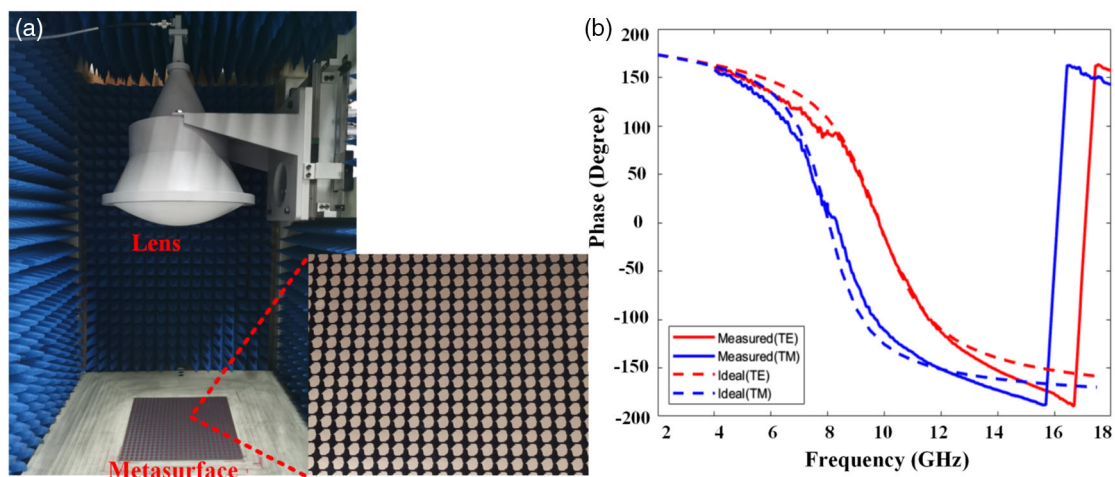 (a)
Lens
Metasurface
(b)
200
150
100
50
0
-50
-100
-150
-200
Phase (Degree)
Measured(TE)
Measured(TM)
Ideal(TE)
Ideal(TM)
2 4 6 8 10 12 14 16 18
Frequency (GHz)